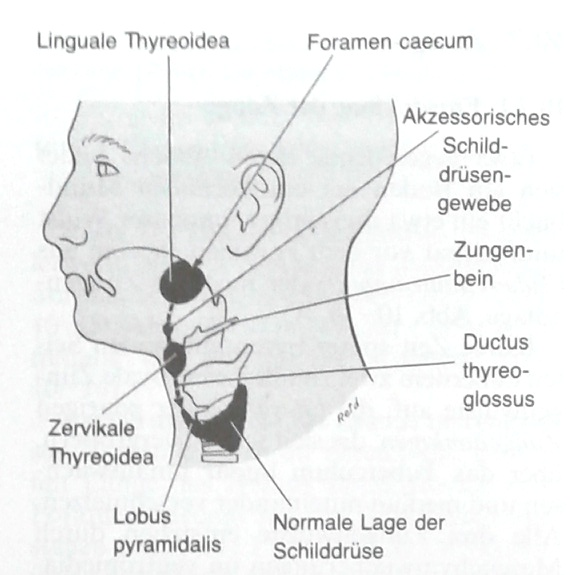 Linguale Thyreoidea
Foramen caecum
Akzessorisches
Schild-
drüsen-
gewebe
Zungen-
bein
Ductus
thyreo-
glossus
Zervikale
Thyreoidea
Lobus
pyramidalis
Normale Lage der
Schilddrüse